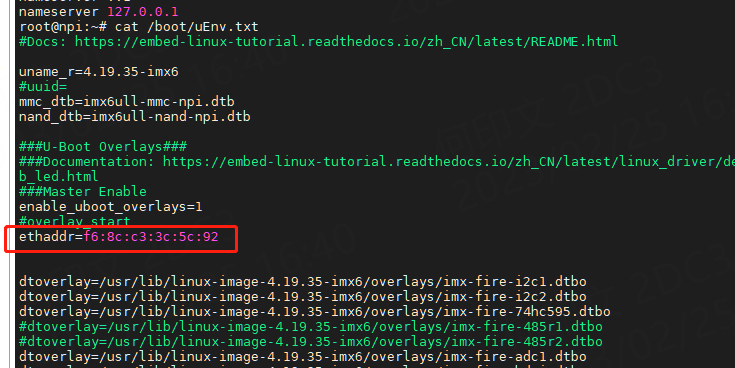 nameserver 127.0.0.1
root@npi:~# cat /boot/uEnv.txt
#Docs: https://embed-linux-tutorial.readthedocs.io/zh_CN/latest/README.html
uname_r=4.19.35-imx6
#uuid=
mmc_dtb=imx6ull-mmc-npi.dtb
nand_dtb=imx6ull-nand-npi.dtb
###U-Boot Overlays###
###Documentation: https://embed-linux-tutorial.readthedocs.io/zh_CN/latest/linux_driver/de
b_led.html
###Master Enable
enable_uboot_overlays=1
#overlay_start
ethaddr=f6:8c:c3:3c:5c:92
dtoverlay=/usr/lib/linux-image-4.19.35-imx6/overlays/imx-fire-i2c1.dtbo
dtoverlay=/usr/lib/linux-image-4.19.35-imx6/overlays/imx-fire-i2c2.dtbo
dtoverlay=/usr/lib/linux-image-4.19.35-imx6/overlays/imx-fire-74hc595.dtbo
#dtoverlay=/usr/lib/linux-image-4.19.35-imx6/overlays/imx-fire-485r1.dtbo
#dtoverlay=/usr/lib/linux-image-4.19.35-imx6/overlays/imx-fire-485r2.dtbo
dtoverlay=/usr/lib/linux-image-4.19.35-imx6/overlays/imx-fire-adc1.dtbo